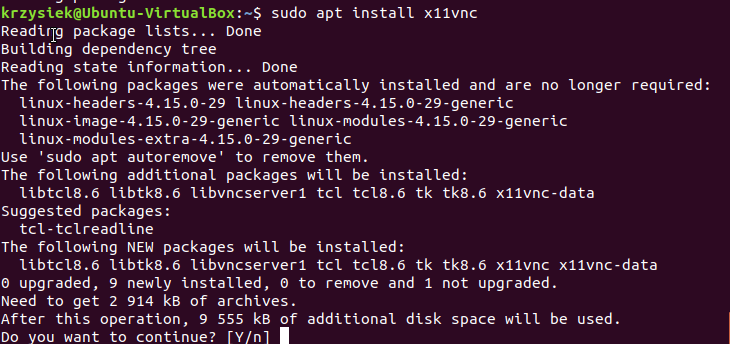 krzysiek@Ubuntu-VirtualBox:~$ sudo apt install x11vnc
Reading package lists... Done
Building dependency tree
Reading state information... Done
The following packages were automatically installed and are no longer required:
  linux-headers-4.15.0-29 linux-headers-4.15.0-29-generic
  linux-image-4.15.0-29-generic linux-modules-4.15.0-29-generic
  linux-modules-extra-4.15.0-29-generic
Use 'sudo apt autoremove' to remove them.
The following additional packages will be installed:
  libtcl8.6 libtk8.6 libvncserver1 tcl tcl8.6 tk tk8.6 x11vnc-data
Suggested packages:
  tcl-tclreadline
The following NEW packages will be installed:
  libtcl8.6 libtk8.6 libvncserver1 tcl tcl8.6 tk tk8.6 x11vnc x11vnc-data
0 upgraded, 9 newly installed, 0 to remove and 1 not upgraded.
Need to get 2 914 kB of archives.
After this operation, 9 555 kB of additional disk space will be used.
Do you want to continue? [Y/n]